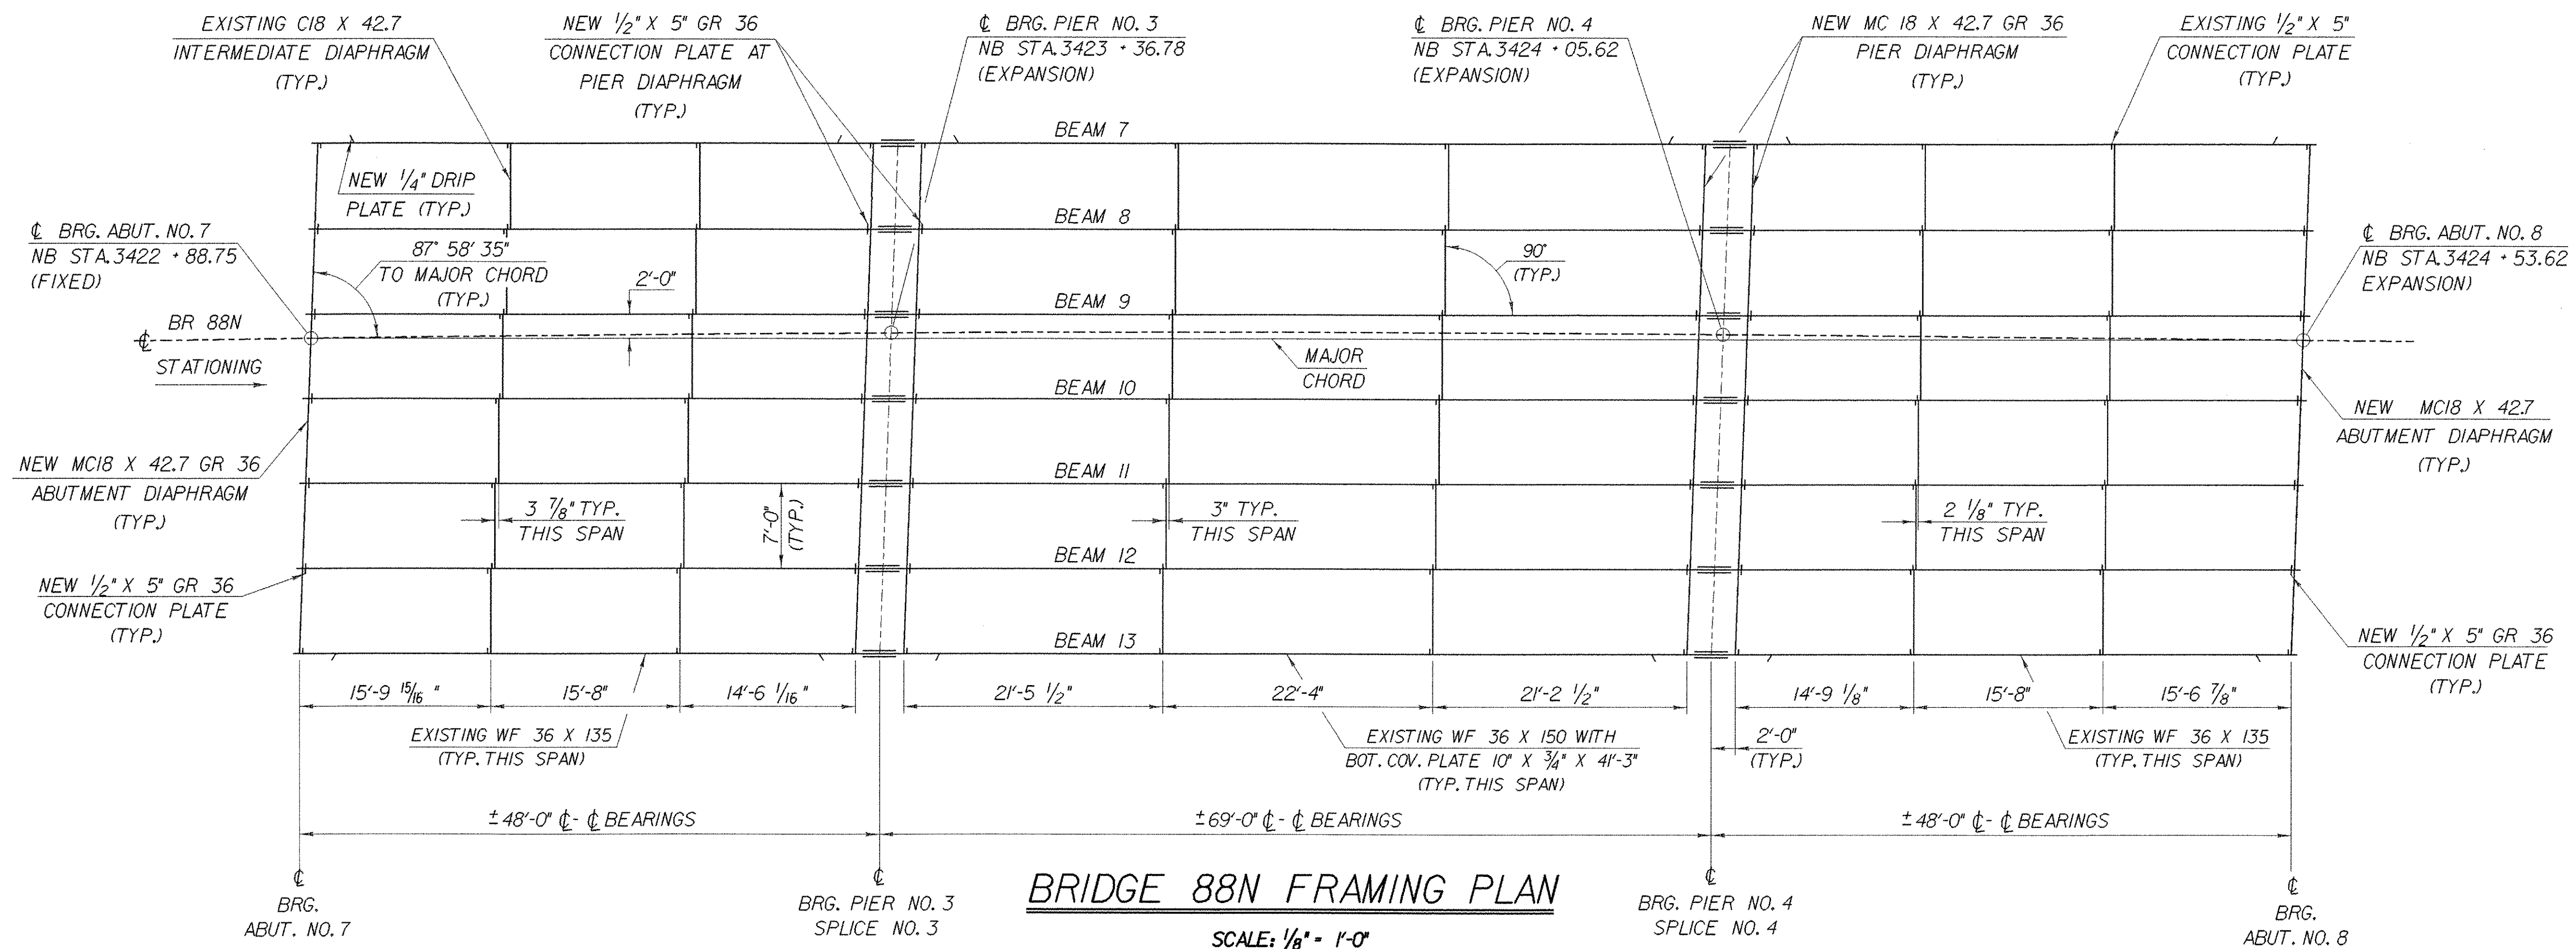 EXISTING C18 X 42.7
INTERMEDIATE DIAPHRAGM
(TYP.)
NEW 1/2" X 5" GR 36
CONNECTION PLATE AT
PIER DIAPHRAGM
(TYP.)
℄ BRG. PIER NO. 3
NB STA. 3423 + 36.78
(EXPANSION)
℄ BRG. PIER NO. 4
NB STA. 3424 + 05.62
(EXPANSION)
NEW MC 18 X 42.7 GR 36
PIER DIAPHRAGM
(TYP.)
EXISTING 1/2" X 5"
CONNECTION PLATE
(TYP.)
BEAM 7
NEW 1/4" DRIP
PLATE (TYP.)
BEAM 8
℄ BRG. ABUT. NO. 7
NB STA. 3422 + 88.75
(FIXED)
87° 58' 35"
TO MAJOR CHORD
(TYP.)
2'-0"
90°
(TYP.)
℄ BRG. ABUT. NO. 8
NB STA. 3424 + 53.62
EXPANSION)
BEAM 9
℄ BR 88N
STATIONING
MAJOR
CHORD
BEAM 10
NEW MC18 X 42.7
ABUTMENT DIAPHRAGM
(TYP.)
NEW MC18 X 42.7 GR 36
ABUTMENT DIAPHRAGM
(TYP.)
BEAM 11
3 7/8" TYP.
THIS SPAN
7'-0"
(TYP.)
3" TYP.
THIS SPAN
2 1/8" TYP.
THIS SPAN
BEAM 12
NEW 1/2" X 5" GR 36
CONNECTION PLATE
(TYP.)
BEAM 13
NEW 1/2" X 5" GR 36
CONNECTION PLATE
(TYP.)
15'-9 15/16 "
15'-8"
14'-6 1/16 "
21'-5 1/2"
22'-4"
21'-2 1/2"
14'-9 1/8"
15'-8"
15'-6 7/8"
EXISTING WF 36 X 135
(TYP. THIS SPAN)
EXISTING WF 36 X 150 WITH
BOT. COV. PLATE 10" X 3/4" X 41'-3"
(TYP. THIS SPAN)
2'-0"
(TYP.)
EXISTING WF 36 X 135
(TYP. THIS SPAN)
±48'-0" ℄ - ℄ BEARINGS
±69'-0" ℄ - ℄ BEARINGS
±48'-0" ℄ - ℄ BEARINGS
℄
BRG.
ABUT. NO. 7
℄
BRG. PIER NO. 3
SPLICE NO. 3
BRIDGE 88N FRAMING PLAN
SCALE: 1/8" = 1'-0"
℄
BRG. PIER NO. 4
SPLICE NO. 4
℄
BRG.
ABUT. NO. 8